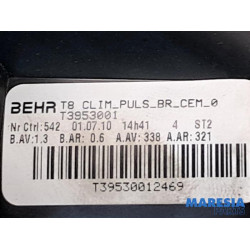 BEHR T8 CLIM_PULS_BR_CEM_0
T3953001
Nr Ctrl: 542 01.07.10 14h41 4 ST2
B.AV:1.3 B.AR: 0.6 A.AV: 338 A.AR: 321
T39530012469
PARTESIA